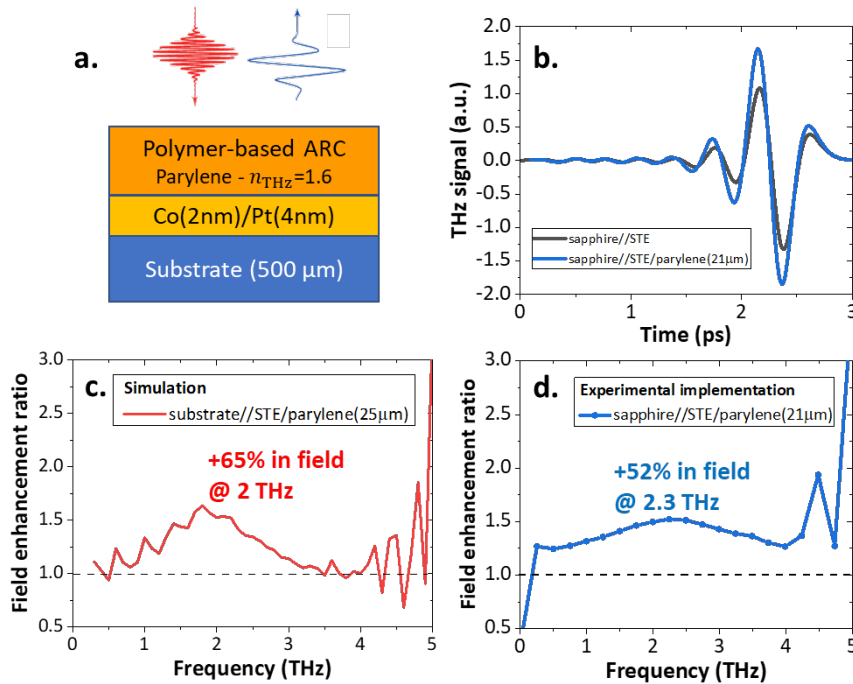 a.
Polymer-based ARC
Parylene - n_THz=1.6
Co(2nm)/Pt(4nm)
Substrate (500 µm)
b.
THz signal (a.u.)
2.0
1.5
1.0
0.5
0.0
-0.5
-1.0
-1.5
-2.0
sapphire//STE
sapphire//STE/parylene(21µm)
0 1 2 3
Time (ps)
c.
Field enhancement ratio
3.0
2.5
2.0
1.5
1.0
0.5
Simulation
substrate//STE/parylene(25µm)
+65% in field
@ 2 THz
0 1 2 3 4 5
Frequency (THz)
d.
Field enhancement ratio
3.0
2.5
2.0
1.5
1.0
0.5
Experimental implementation
sapphire//STE/parylene(21µm)
+52% in field
@ 2.3 THz
0 1 2 3 4 5
Frequency (THz)